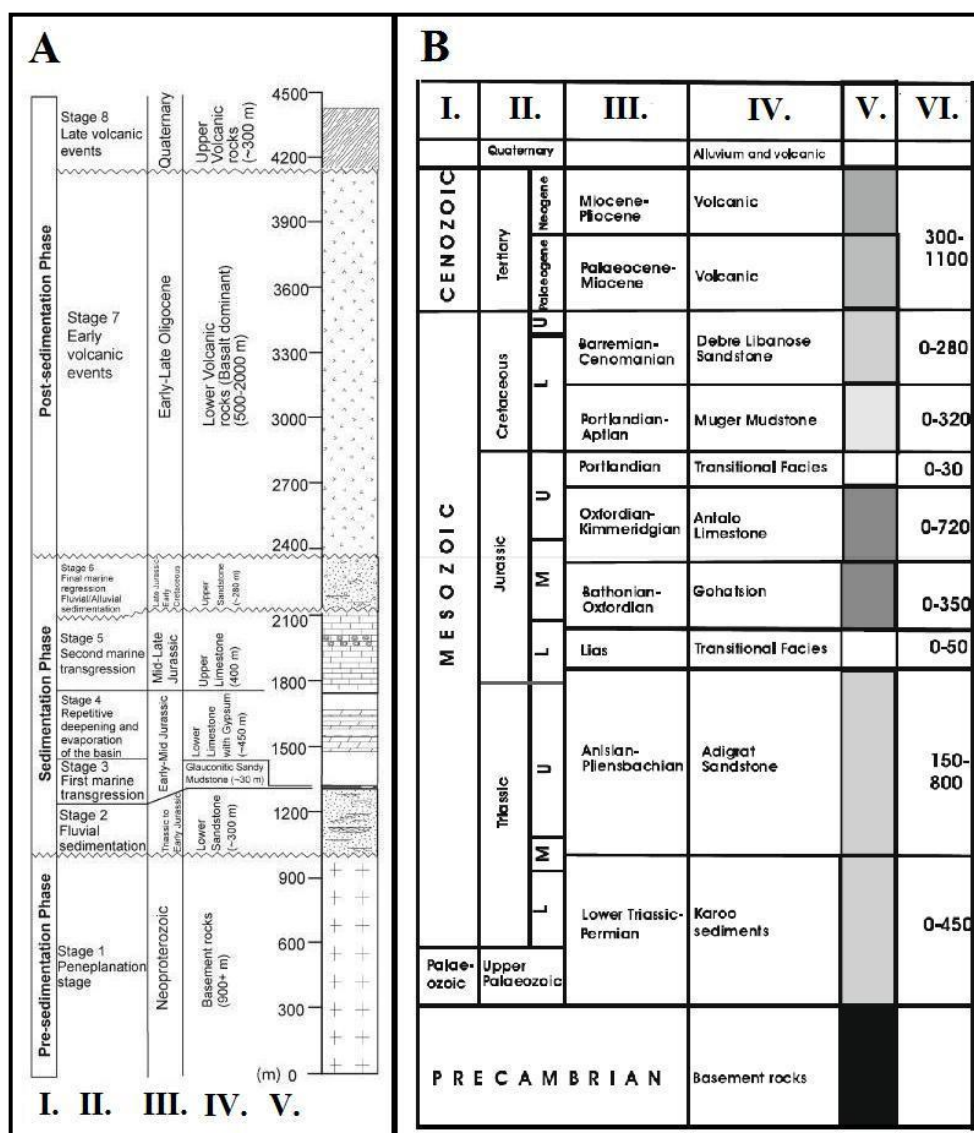 A
Post-sedimentation Phase
Sedimentation Phase
Pre-sedimentation Phase
Stage 8
Late volcanic
events
Quaternary
Upper
Volcanic
rocks
(~300 m)
Stage 7
Early
volcanic
events
Early-Late Oligocene
Lower Volcanic
rocks (Basalt dominant)
(500-2000 m)
Stage 6
Final marine
regression
Fluvial/Alluvial
sedimentation
Late Jurassic
Early
Cretaceous
Upper
Sandstone
(~280 m)
Stage 5
Second marine
transgression
Mid-Late
Jurassic
Upper
Limestone
(400 m)
Stage 4
Repetitive
deepening and
evaporation
of the basin
Early-Mid Jurassic
Lower
Limestone
with Gypsum
(~450 m)
Stage 3
First marine
transgression
Glauconitic Sandy
Mudstone (~30 m)
Stage 2
Fluvial
sedimentation
Triassic to
Early Jurassic
Lower
Sandstone
(~300 m)
Stage 1
Peneplanation
stage
Neoproterozoic
Basement rocks
(900+ m)
4500
4200
3900
3600
3300
3000
2700
2400
2100
1800
1500
1200
900
600
300
(m) 0
I. II. III. IV. V.
B
I. II. III. IV. V. VI.
Quaternary
Alluvium and volcanic
CENOZOIC
Tertiary
Neogene
Miocene-
Pliocene
Volcanic
300-
1100
Palaeogene
Palaeocene-
Miocene
Volcanic
MESOZOIC
Cretaceous
U
L
Barremian-
Cenomanian
Debre Libanose
Sandstone
0-280
Portlandian-
Aptian
Muger Mudstone
0-320
Jurassic
U
M
L
Portlandian
Transitional Facies
0-30
Oxfordian-
Kimmeridgian
Antalo
Limestone
0-720
Bathonian-
Oxfordian
Gohatsion
0-350
Lias
Transitional Facies
0-50
Triassic
U
M
L
Anisian-
Pliensbachian
Adigrat
Sandstone
150-
800
Lower Triassic-
Permian
Karoo
sediments
0-450
Palae-
ozoic
Upper
Palaeozoic
PRECAMBRIAN
Basement rocks